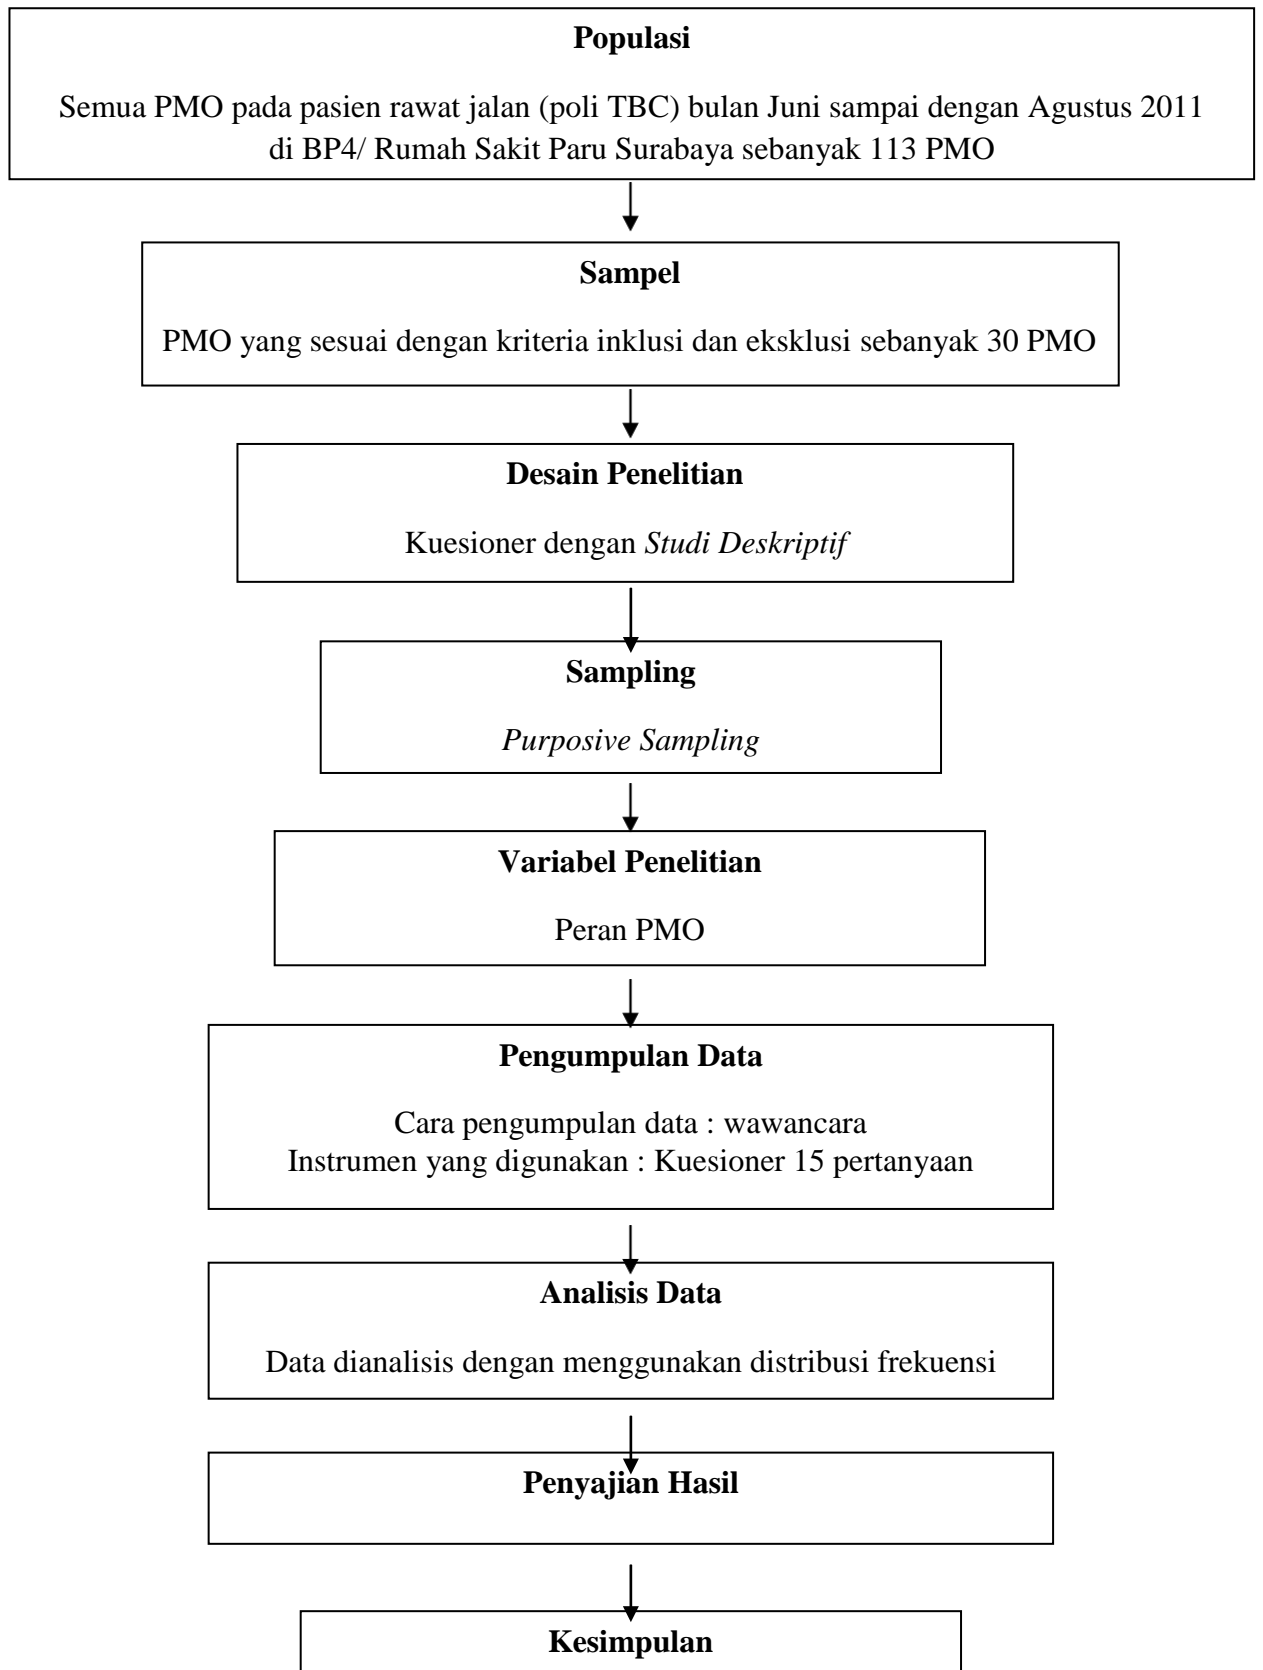 Populasi
Semua PMO pada pasien rawat jalan (poli TBC) bulan Juni sampai dengan Agustus 2011
di BP4/ Rumah Sakit Paru Surabaya sebanyak 113 PMO
Sampel
PMO yang sesuai dengan kriteria inklusi dan eksklusi sebanyak 30 PMO
Desain Penelitian
Kuesioner dengan Studi Deskriptif
Sampling
Purposive Sampling
Variabel Penelitian
Peran PMO
Pengumpulan Data
Cara pengumpulan data : wawancara
Instrumen yang digunakan : Kuesioner 15 pertanyaan
Analisis Data
Data dianalisis dengan menggunakan distribusi frekuensi
Penyajian Hasil
Kesimpulan